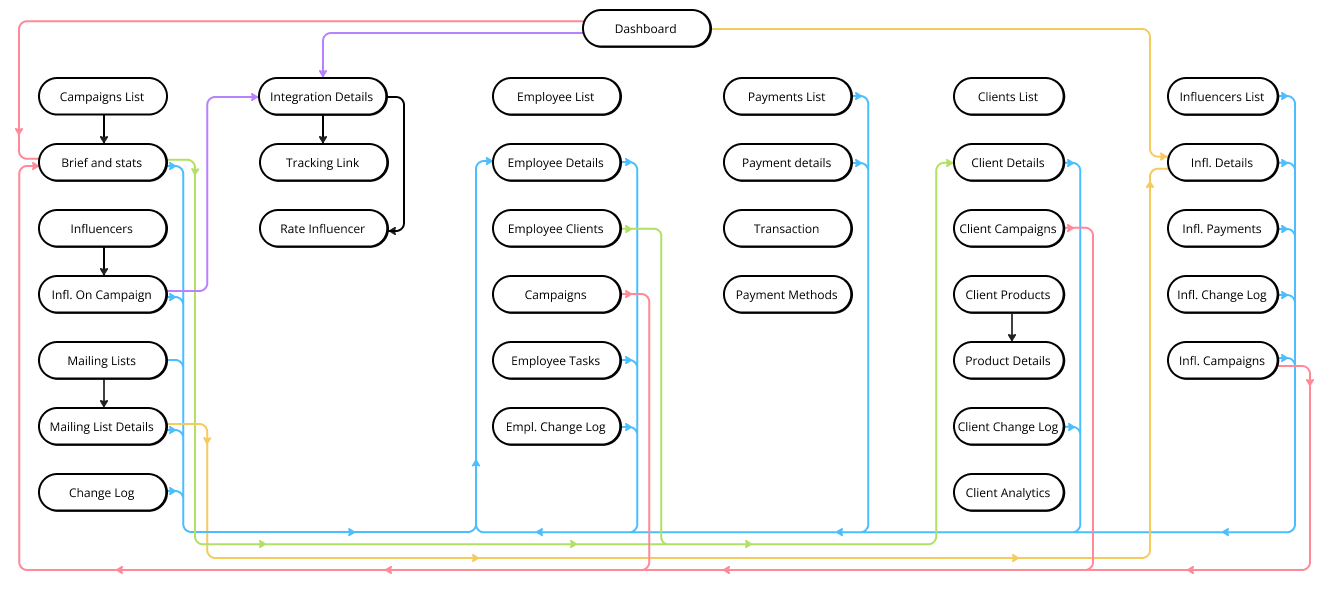 Dashboard
Campaigns List
Integration Details
Employee List
Payments List
Clients List
Influencers List
Brief and stats
Tracking Link
Employee Details
Payment details
Client Details
Infl. Details
Influencers
Rate Influencer
Employee Clients
Transaction
Client Campaigns
Infl. Payments
Infl. On Campaign
Campaigns
Payment Methods
Client Products
Infl. Change Log
Mailing Lists
Employee Tasks
Product Details
Infl. Campaigns
Mailing List Details
Empl. Change Log
Client Change Log
Change Log
Client Analytics